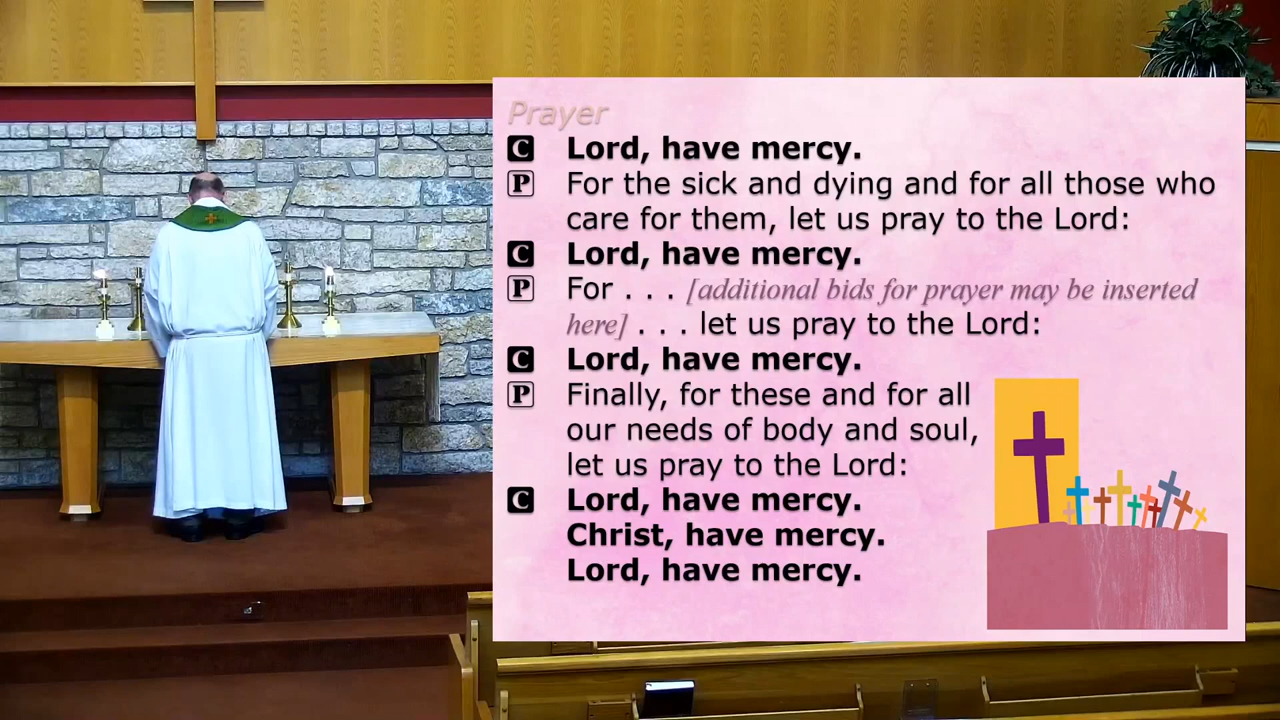 Prayer
C Lord, have mercy.
P For the sick and dying and for all those who
care for them, let us pray to the Lord:
C Lord, have mercy.
P For . . . [additional bids for prayer may be inserted
here] . . . let us pray to the Lord:
C Lord, have mercy.
P Finally, for these and for all
our needs of body and soul,
let us pray to the Lord:
C Lord, have mercy.
Christ, have mercy.
Lord, have mercy.